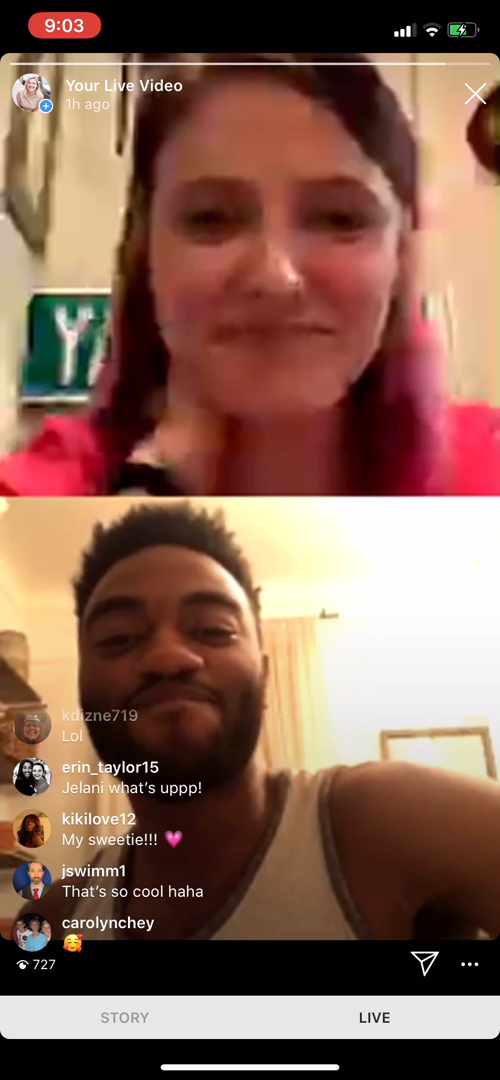 9:03
Your Live Video
1h ago
kdizne719
Lol
erin_taylor15
Jelani what's uppp!
kikilove12
My sweetie!!! 💗
jswimm1
That's so cool haha
carolynchey
🥰
727
STORY
LIVE